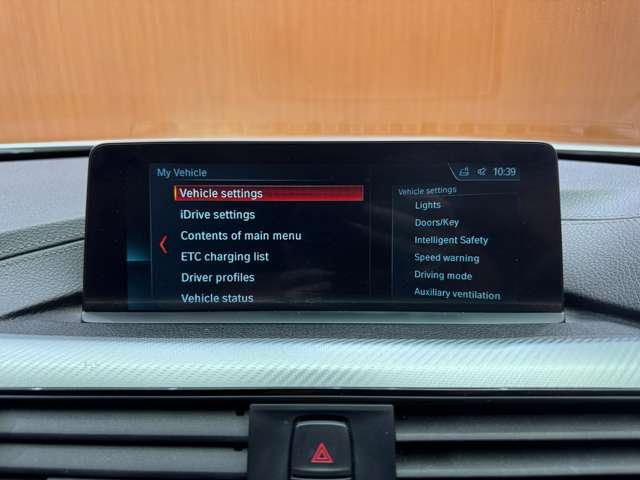 My Vehicle
10:39
Vehicle settings
iDrive settings
Contents of main menu
ETC charging list
Driver profiles
Vehicle status
Vehicle settings
Lights
Doors/Key
Intelligent Safety
Speed warning
Driving mode
Auxiliary ventilation